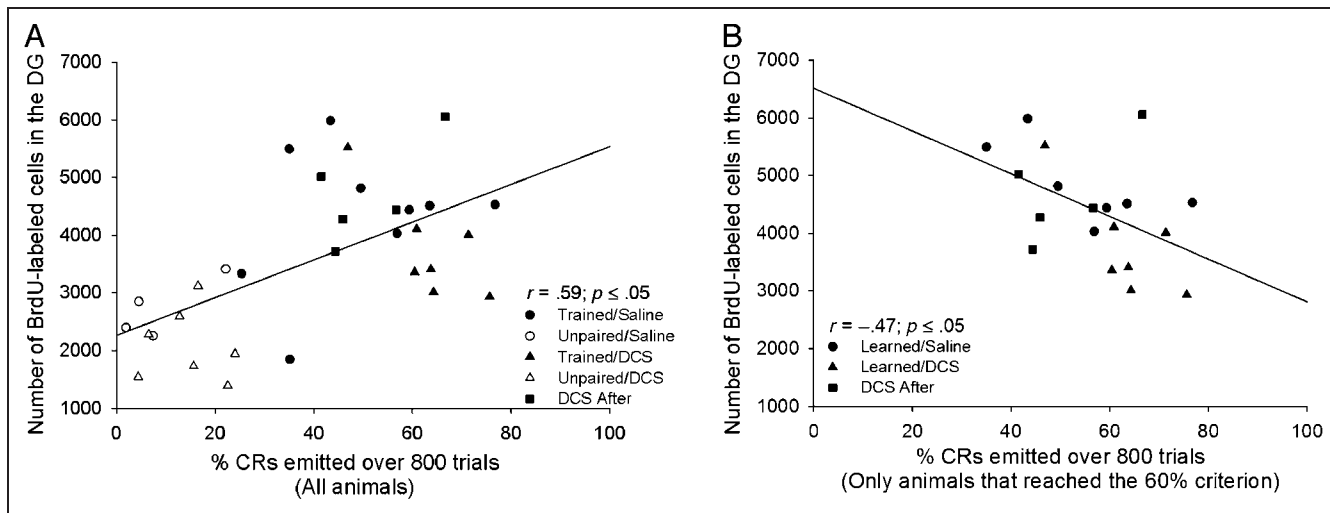 A
Number of BrdU-labeled cells in the DG
7000
6000
5000
4000
3000
2000
1000
0
20
40
60
80
100
% CRs emitted over 800 trials
(All animals)
r = .59; p ≤ .05
Trained/Saline
Unpaired/Saline
Trained/DCS
Unpaired/DCS
DCS After
B
Number of BrdU-labeled cells in the DG
7000
6000
5000
4000
3000
2000
1000
0
20
40
60
80
100
% CRs emitted over 800 trials
(Only animals that reached the 60% criterion)
r = –.47; p ≤ .05
Learned/Saline
Learned/DCS
DCS After